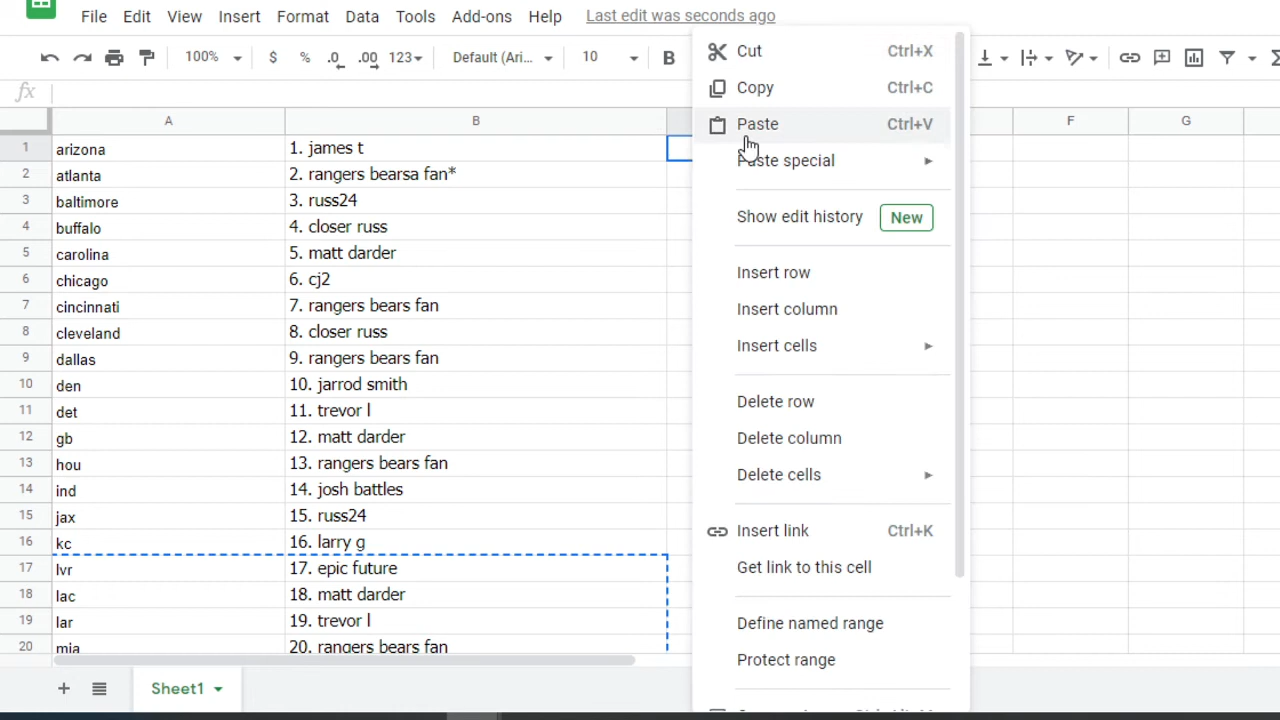 File Edit View Insert Format Data Tools Add-ons Help Last edit was seconds ago
100% $ % .0 .00 123 Default (Ari... 10 B
fx
A B F G
1 arizona 1. james t
2 atlanta 2. rangers bearsa fan*
3 baltimore 3. russ24
4 buffalo 4. closer russ
5 carolina 5. matt darder
6 chicago 6. cj2
7 cincinnati 7. rangers bears fan
8 cleveland 8. closer russ
9 dallas 9. rangers bears fan
10 den 10. jarrod smith
11 det 11. trevor l
12 gb 12. matt darder
13 hou 13. rangers bears fan
14 ind 14. josh battles
15 jax 15. russ24
16 kc 16. larry g
17 lvr 17. epic future
18 lac 18. matt darder
19 lar 19. trevor l
20 mia 20. rangers bears fan
Sheet1
Cut Ctrl+X
Copy Ctrl+C
Paste Ctrl+V
Paste special
Show edit history New
Insert row
Insert column
Insert cells
Delete row
Delete column
Delete cells
Insert link Ctrl+K
Get link to this cell
Define named range
Protect range